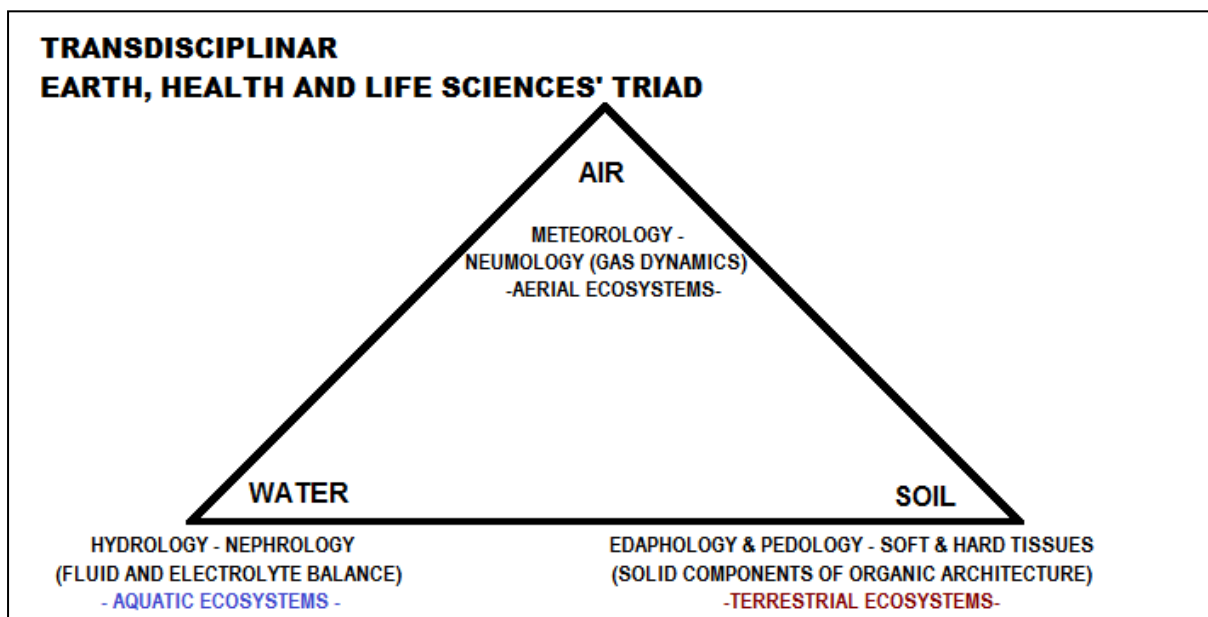 TRANSDISCIPLINAR
EARTH, HEALTH AND LIFE SCIENCES' TRIAD
AIR
METEOROLOGY -
NEUMOLOGY (GAS DYNAMICS)
-AERIAL ECOSYSTEMS-
WATER
SOIL
HYDROLOGY - NEPHROLOGY
(FLUID AND ELECTROLYTE BALANCE)
- AQUATIC ECOSYSTEMS -
EDAPHOLOGY & PEDOLOGY - SOFT & HARD TISSUES
(SOLID COMPONENTS OF ORGANIC ARCHITECTURE)
-TERRESTRIAL ECOSYSTEMS-